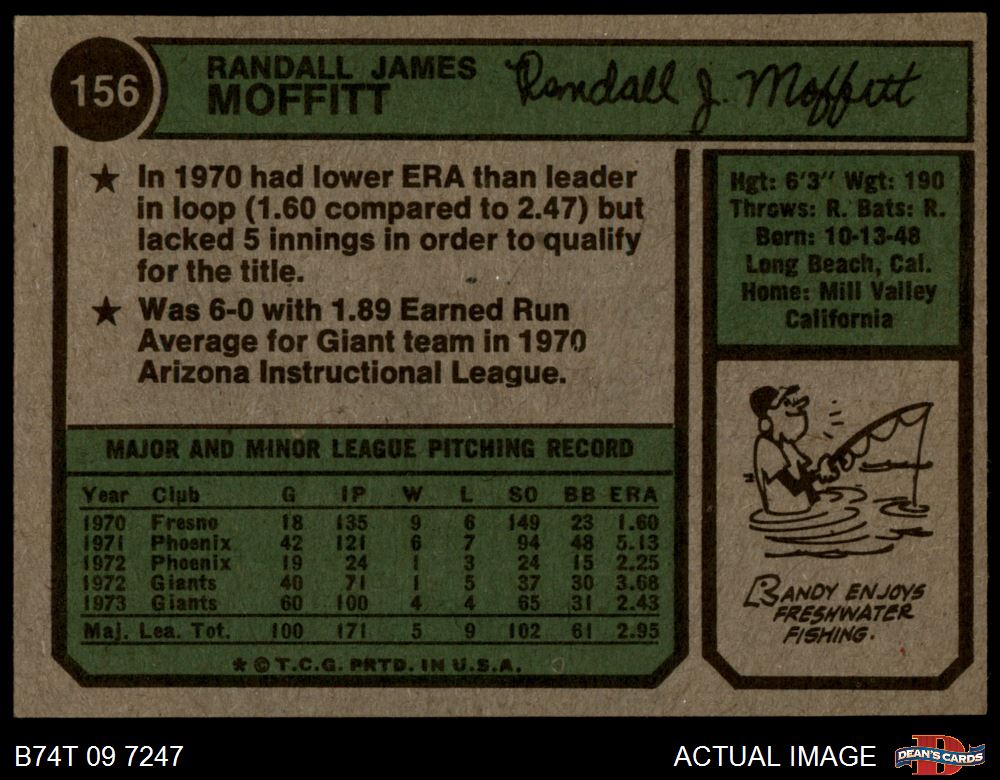 156
RANDALL JAMES
MOFFITT
Randall J. Moffitt
★ In 1970 had lower ERA than leader
in loop (1.60 compared to 2.47) but
lacked 5 innings in order to qualify
for the title.
★ Was 6-0 with 1.89 Earned Run
Average for Giant team in 1970
Arizona Instructional League.
Hgt: 6'3" Wgt: 190
Throws: R. Bats: R.
Born: 10-13-48
Long Beach, Cal.
Home: Mill Valley
California
MAJOR AND MINOR LEAGUE PITCHING RECORD
Year Club G IP W L SO BB ERA
1970 Fresno 18 135 9 6 149 23 1.60
1971 Phoenix 42 121 6 7 94 48 5.13
1972 Phoenix 19 24 1 3 24 15 2.25
1972 Giants 40 71 1 5 37 30 3.68
1973 Giants 60 100 4 4 65 31 2.43
Maj. Lea. Tot. 100 171 5 9 102 61 2.95
★ © T.C.G. PRTD. IN U.S.A.
RANDY ENJOYS
FRESHWATER
FISHING.
B74T 09 7247
ACTUAL IMAGE
D
DEAN'S CARDS